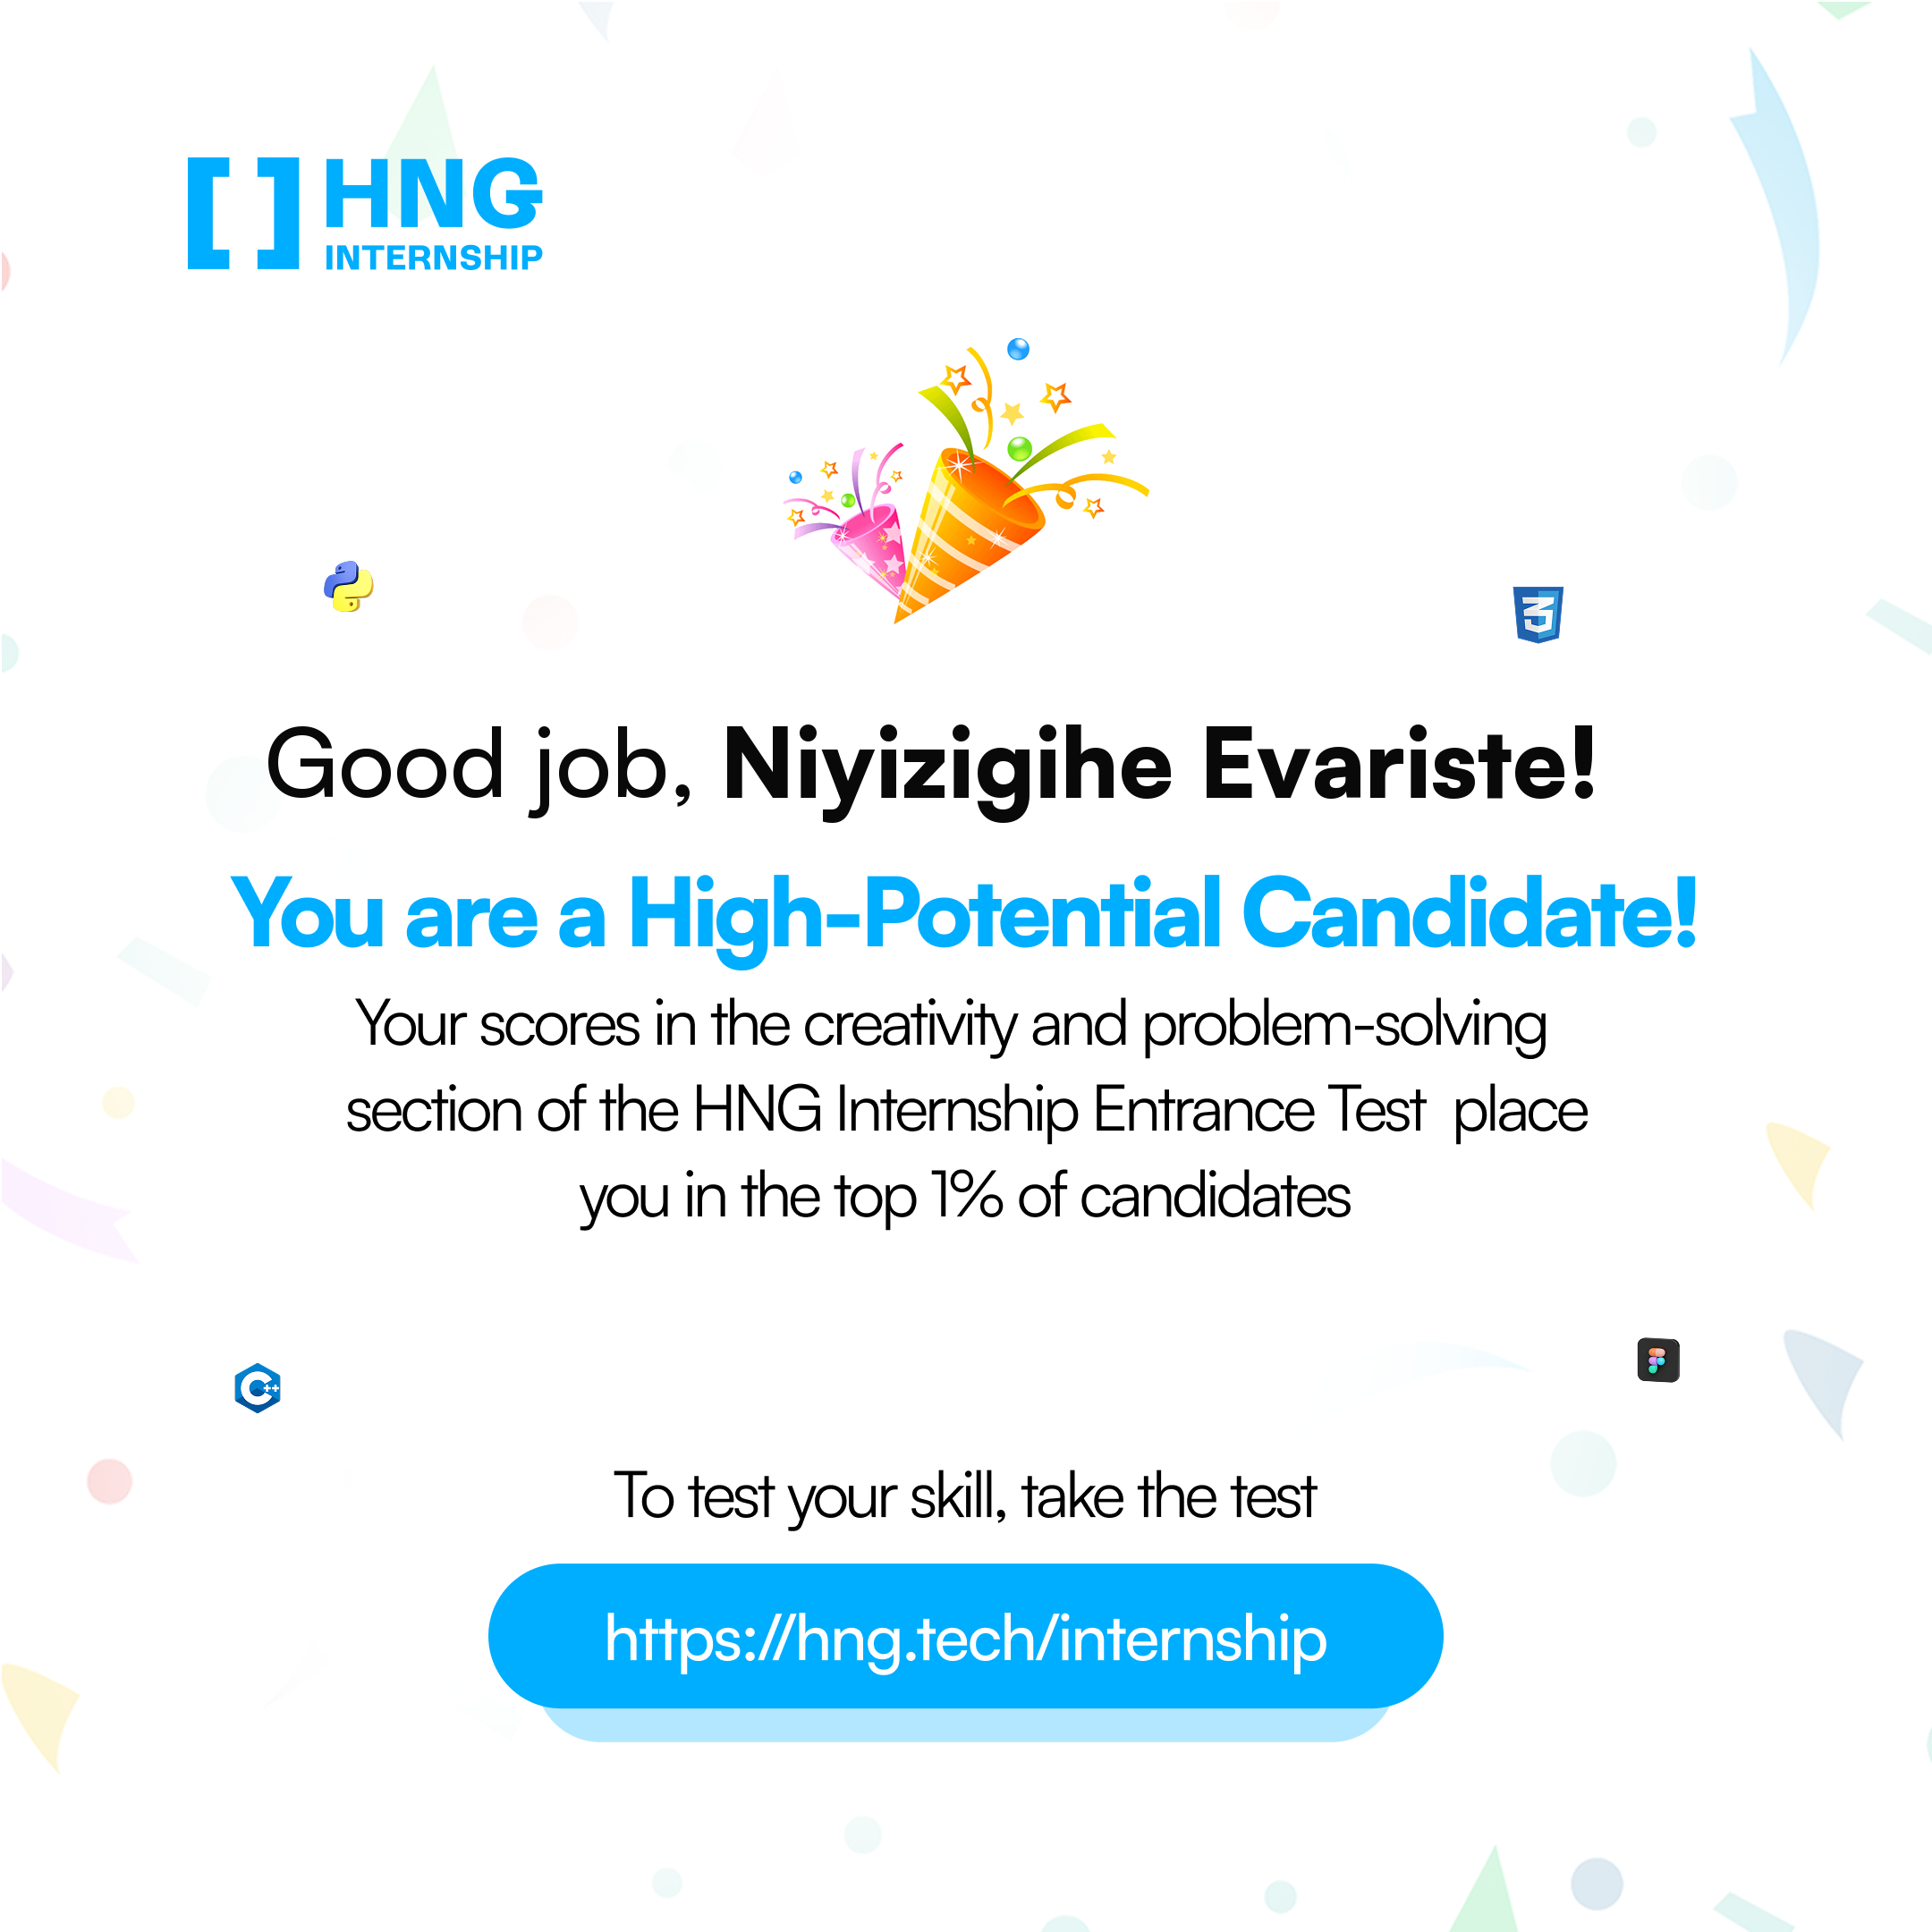 [ ] HNG
INTERNSHIP
Good job, Niyizigihe Evariste!
You are a High-Potential Candidate!
Your scores in the creativity and problem-solving
section of the HNG Internship Entrance Test place
you in the top 1% of candidates
To test your skill, take the test
https://hng.tech/internship